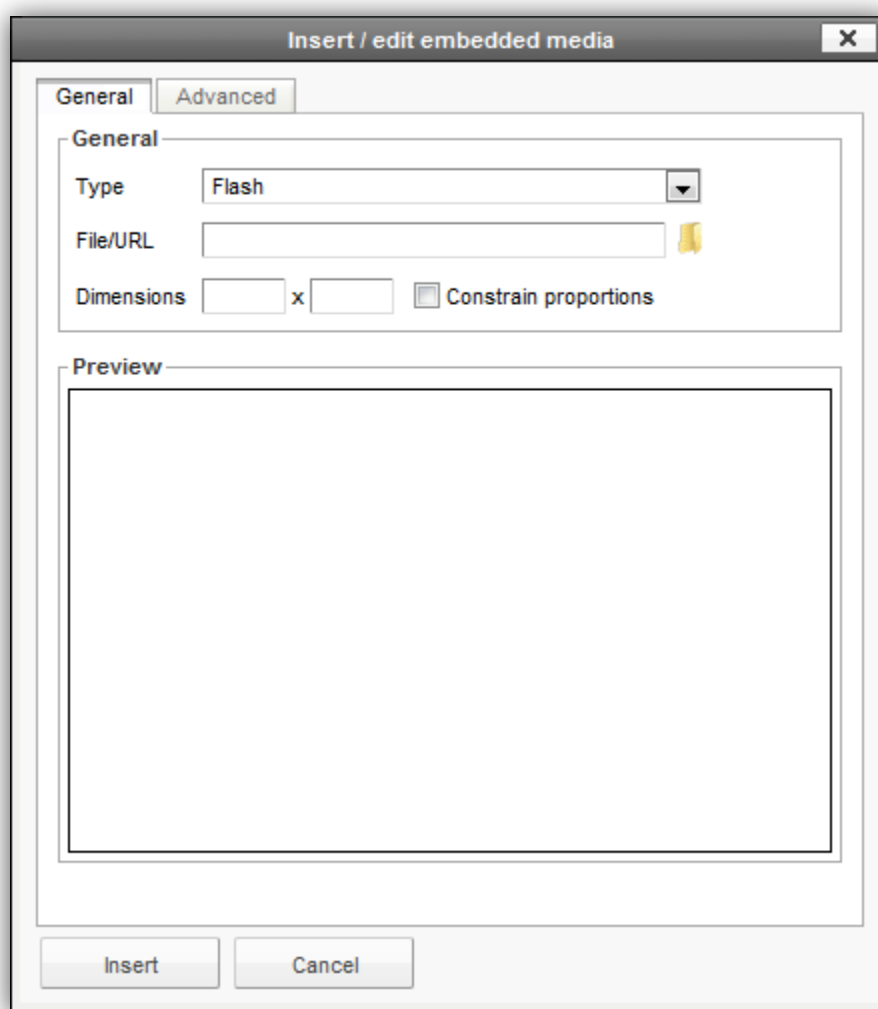 Insert / edit embedded media
General Advanced
General
Type Flash
File/URL
Dimensions x Constrain proportions
Preview
Insert Cancel